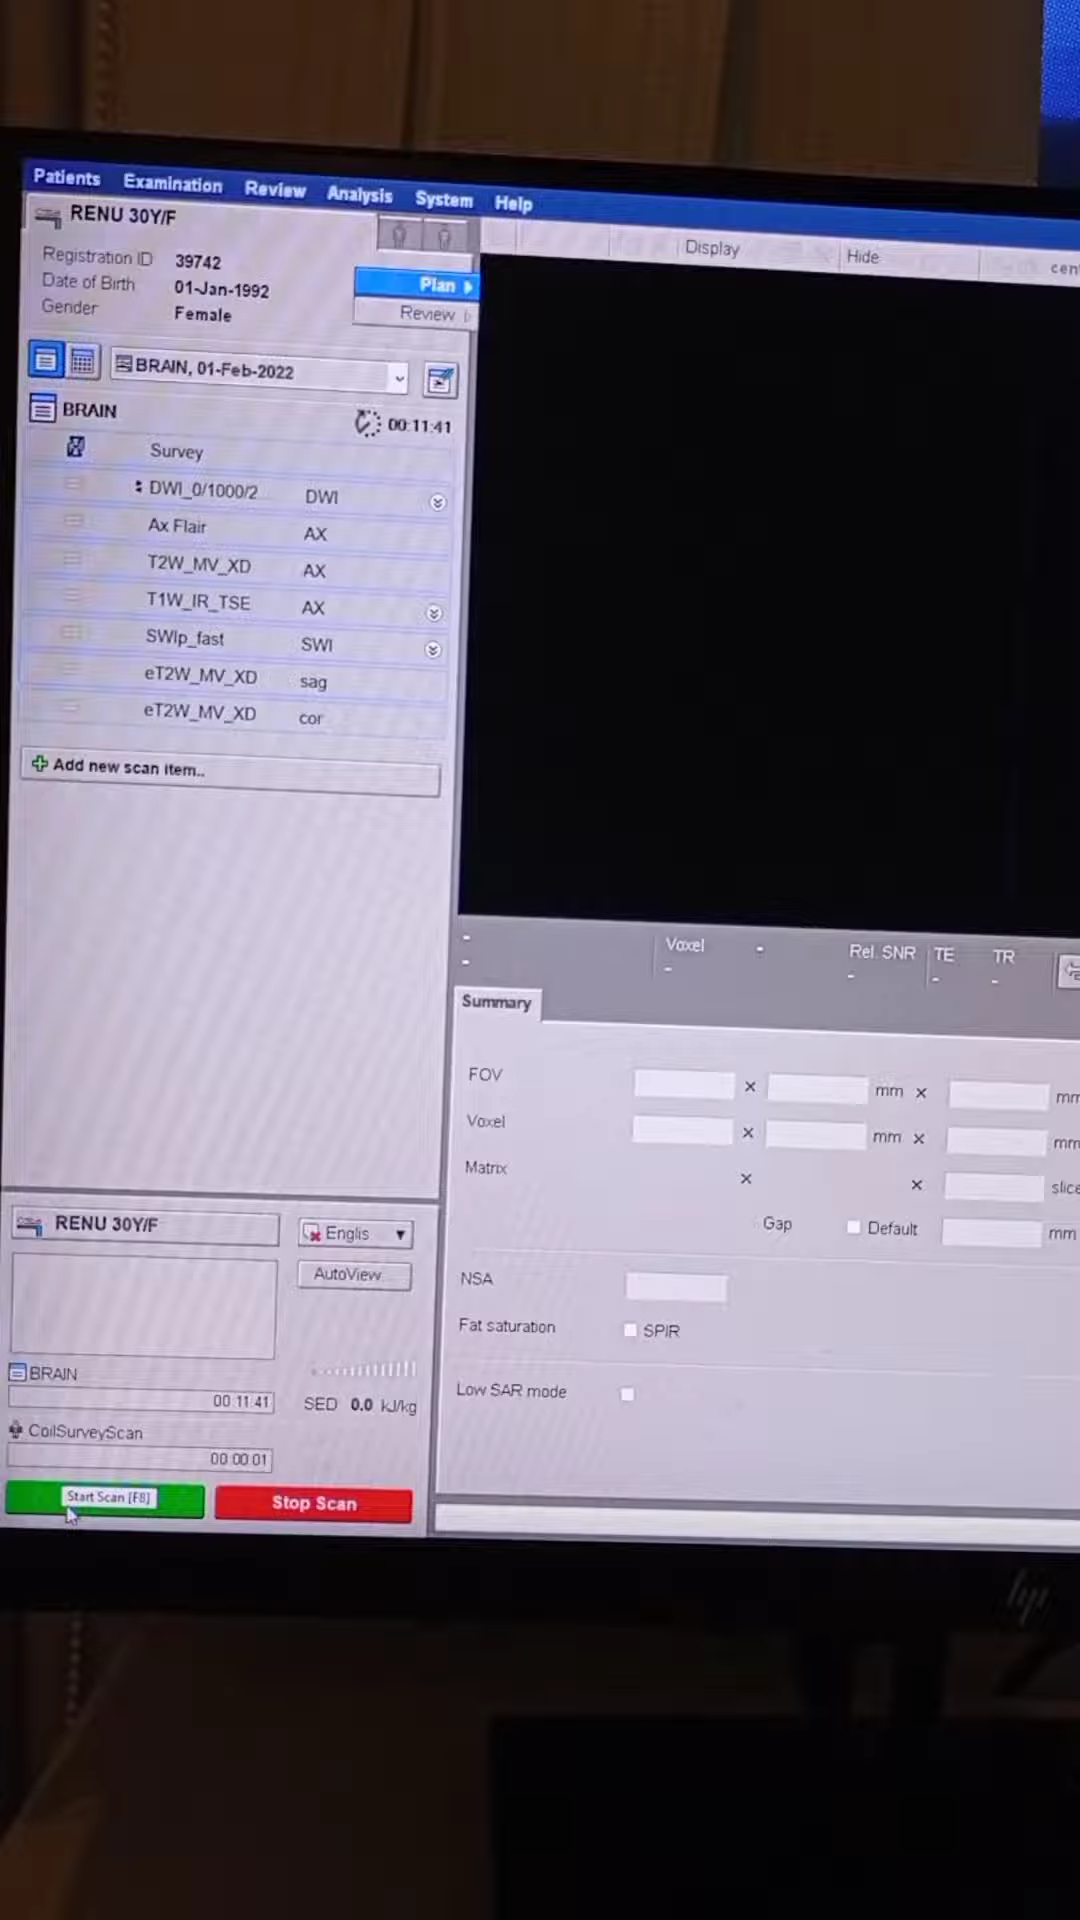 Patients Examination Review Analysis System Help
RENU 30Y/F
Registration ID 39742
Date of Birth 01-Jan-1992
Gender Female
Plan
Review
Display
Hide
BRAIN, 01-Feb-2022
BRAIN 00:11:41
Survey
DWI_0/1000/2... DWI
Ax Flair AX
T2W_MV_XD AX
T1W_IR_TSE AX
SWIp_fast SWI
eT2W_MV_XD sag
eT2W_MV_XD cor
Add new scan item..
- Voxel - Rel. SNR TE TR
- - - - -
Summary
FOV × mm × mm
Voxel × mm × mm
Matrix × × slice
Gap Default mm
NSA
Fat saturation SPIR
Low SAR mode
RENU 30Y/F
Englis
AutoView...
BRAIN
00:11:41
SED 0.0 kJ/kg
CoilSurveyScan
00:00:01
Start Scan [F8]
Stop Scan
hp